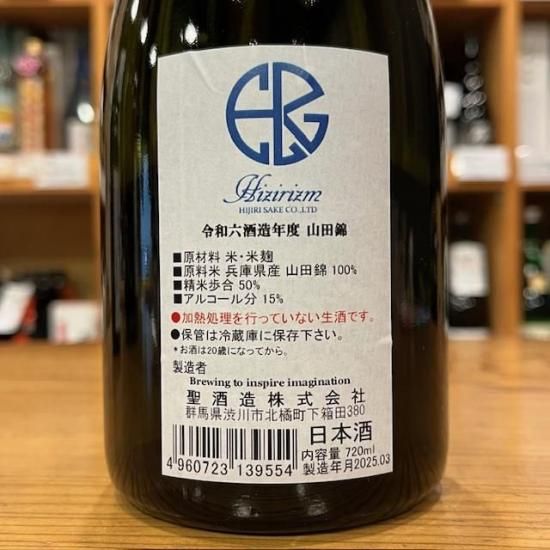 Hizirizm
HIJIRI SAKE CO.,LTD
令和六酒造年度 山田錦
■原材料 米・米麹
■原料米 兵庫県産 山田錦 100%
■精米歩合 50%
■アルコール分 15%
●加熱処理を行っていない生酒です。
●保管は冷蔵庫に保存下さい。
*お酒は20歳になってから。
製造者
Brewing to inspire imagination
聖酒造株式会社
群馬県渋川市北橘町下箱田380
日本酒
内容量 720ml
製造年月2025.03
4 960723 139554